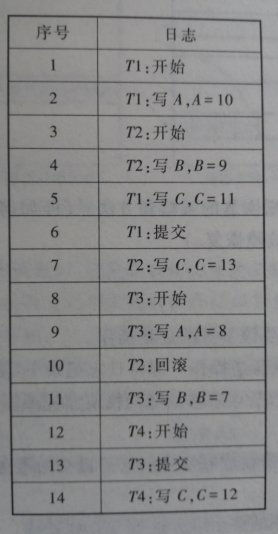 序号 日志
1 T1:开始
2 T1:写 A,A=10
3 T2:开始
4 T2:写 B,B=9
5 T1:写 C,C=11
6 T1:提交
7 T2:写 C,C=13
8 T3:开始
9 T3:写 A,A=8
10 T2:回滚
11 T3:写 B,B=7
12 T4:开始
13 T3:提交
14 T4:写 C,C=12